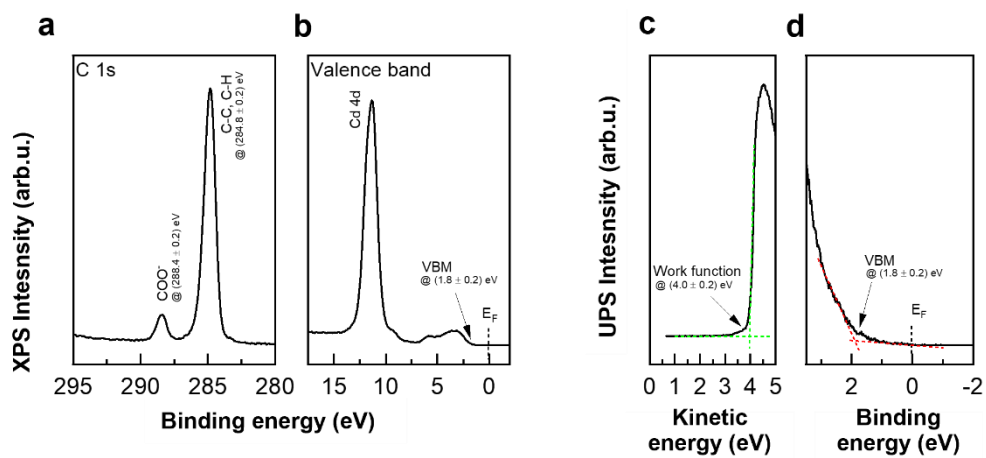 a
b
c
d
C 1s
C-C, C-H
@ (284.8 ± 0.2) eV
COO-
@ (288.4 ± 0.2) eV
XPS Intesnsity (arb.u.)
295 290 285 280
Valence band
Cd 4d
VBM
@ (1.8 ± 0.2) eV
EF
15 10 5 0
Binding energy (eV)
UPS Intesnsity (arb.u.)
Work function
@ (4.0 ± 0.2) eV
0 1 2 3 4 5
Kinetic
energy (eV)
VBM
@ (1.8 ± 0.2) eV
EF
2 0 -2
Binding
energy (eV)